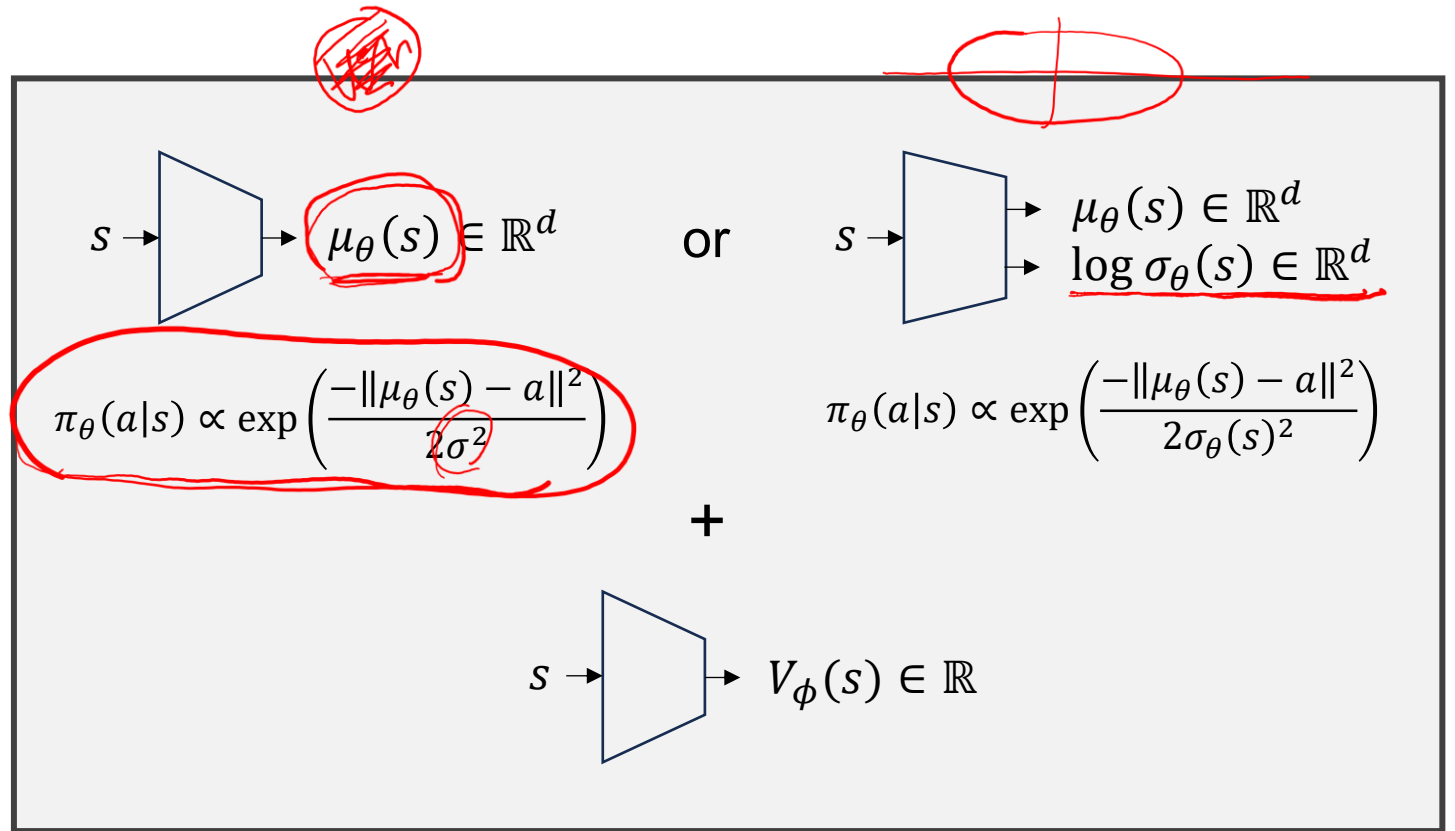 s → μ_θ(s) ∈ ℝ^d
or
s → μ_θ(s) ∈ ℝ^d
log σ_θ(s) ∈ ℝ^d
π_θ(a|s) ∝ exp(−‖μ_θ(s) − a‖² / 2σ²)
π_θ(a|s) ∝ exp(−‖μ_θ(s) − a‖² / 2σ_θ(s)²)
+
s → V_ϕ(s) ∈ ℝ